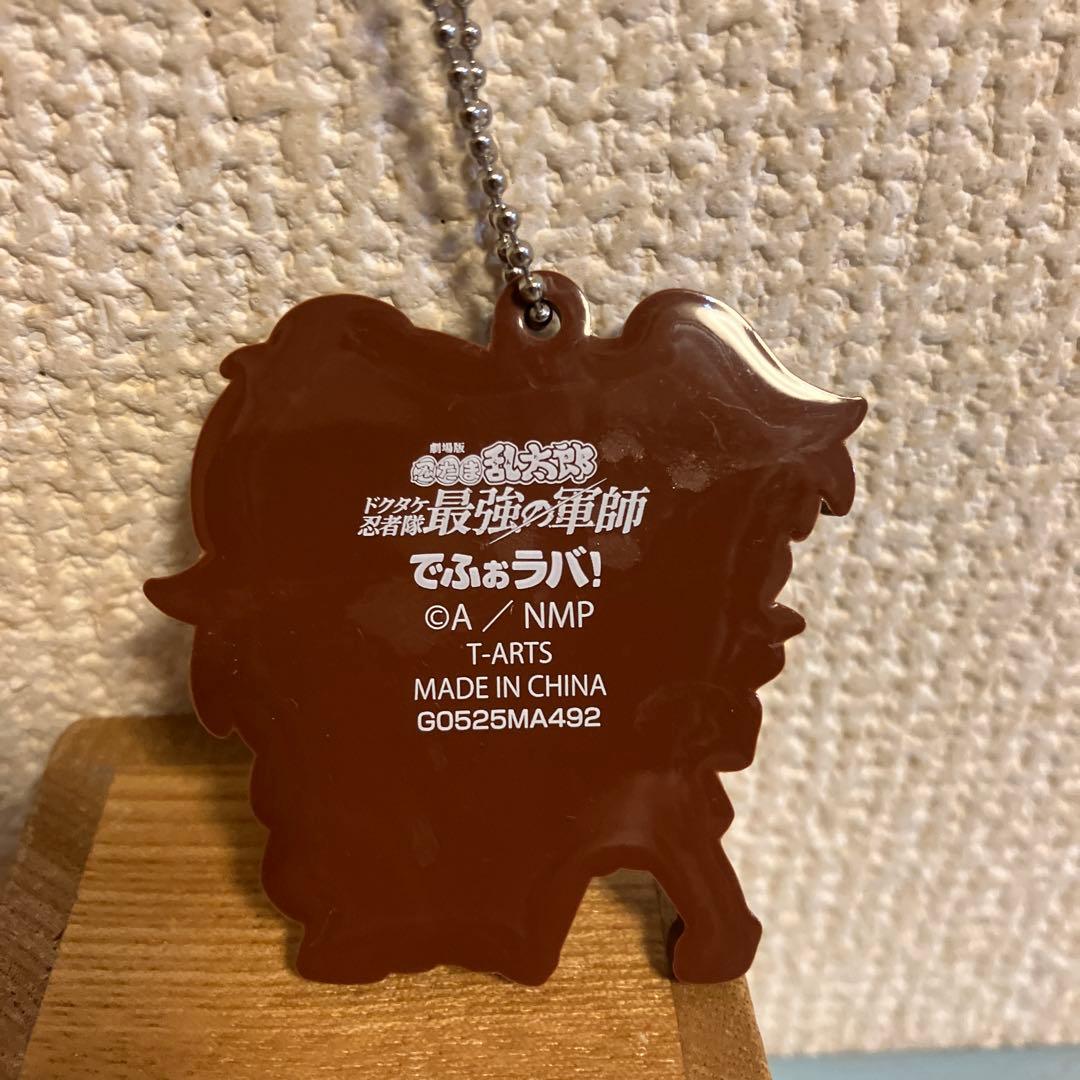 劇場版
忍たま乱太郎
ドクタケ忍者隊 最強の軍師
でふぉラバ!
©A / NMP
T-ARTS
MADE IN CHINA
G0525MA492